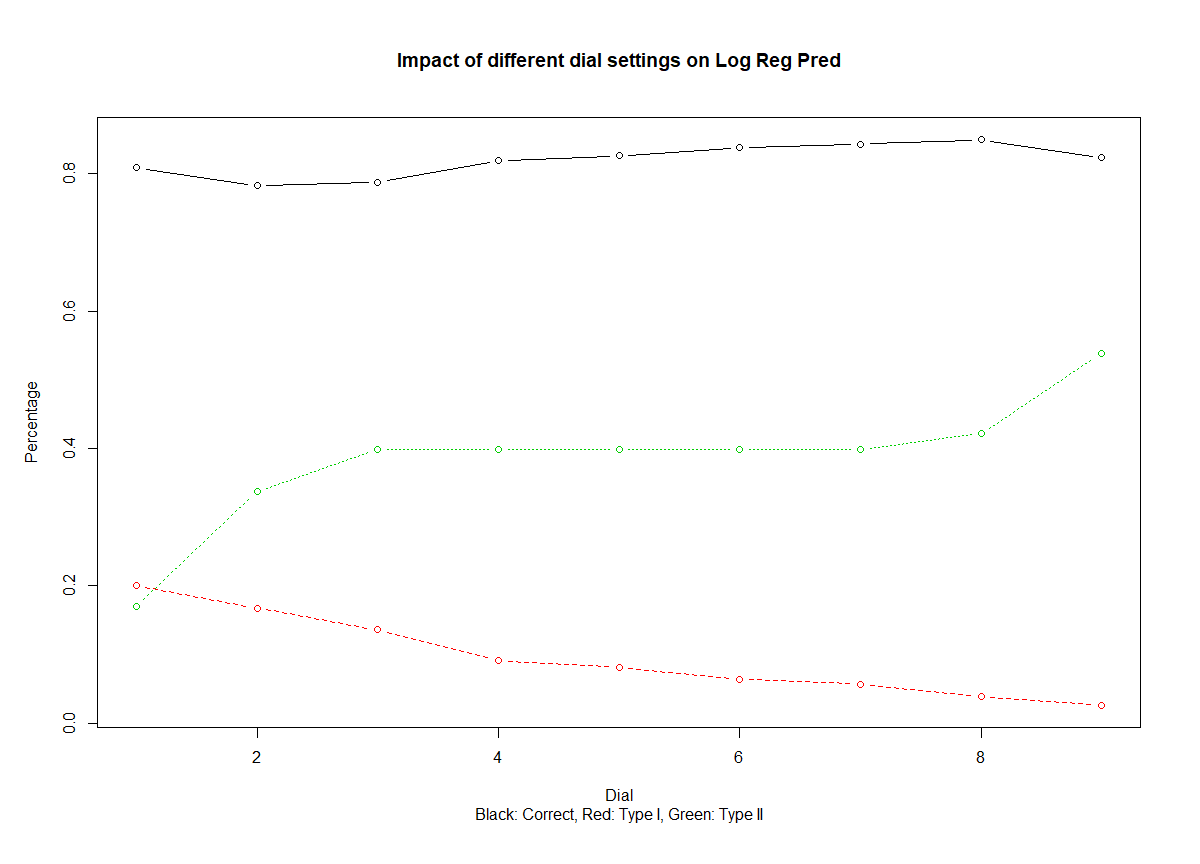 Impact of different dial settings on Log Reg Pred
0.8
0.6
0.4
0.2
0.0
Percentage
2 4 6 8
Dial
Black: Correct, Red: Type I, Green: Type II